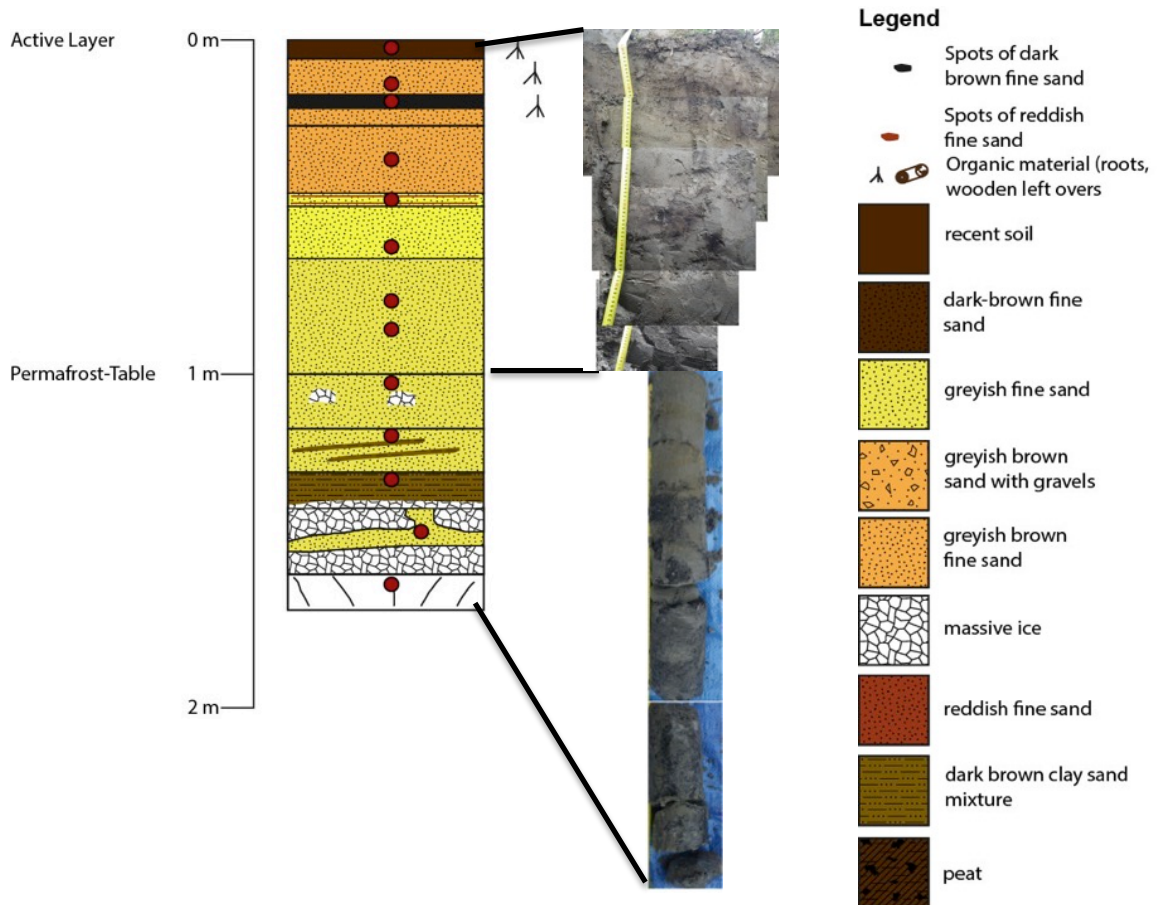 Active Layer
0 m
Permafrost-Table
1 m
2 m
Legend
Spots of dark
brown fine sand
Spots of reddish
fine sand
Organic material (roots,
wooden left overs
recent soil
dark-brown fine
sand
greyish fine sand
greyish brown
sand with gravels
greyish brown
fine sand
massive ice
reddish fine sand
dark brown clay sand
mixture
peat